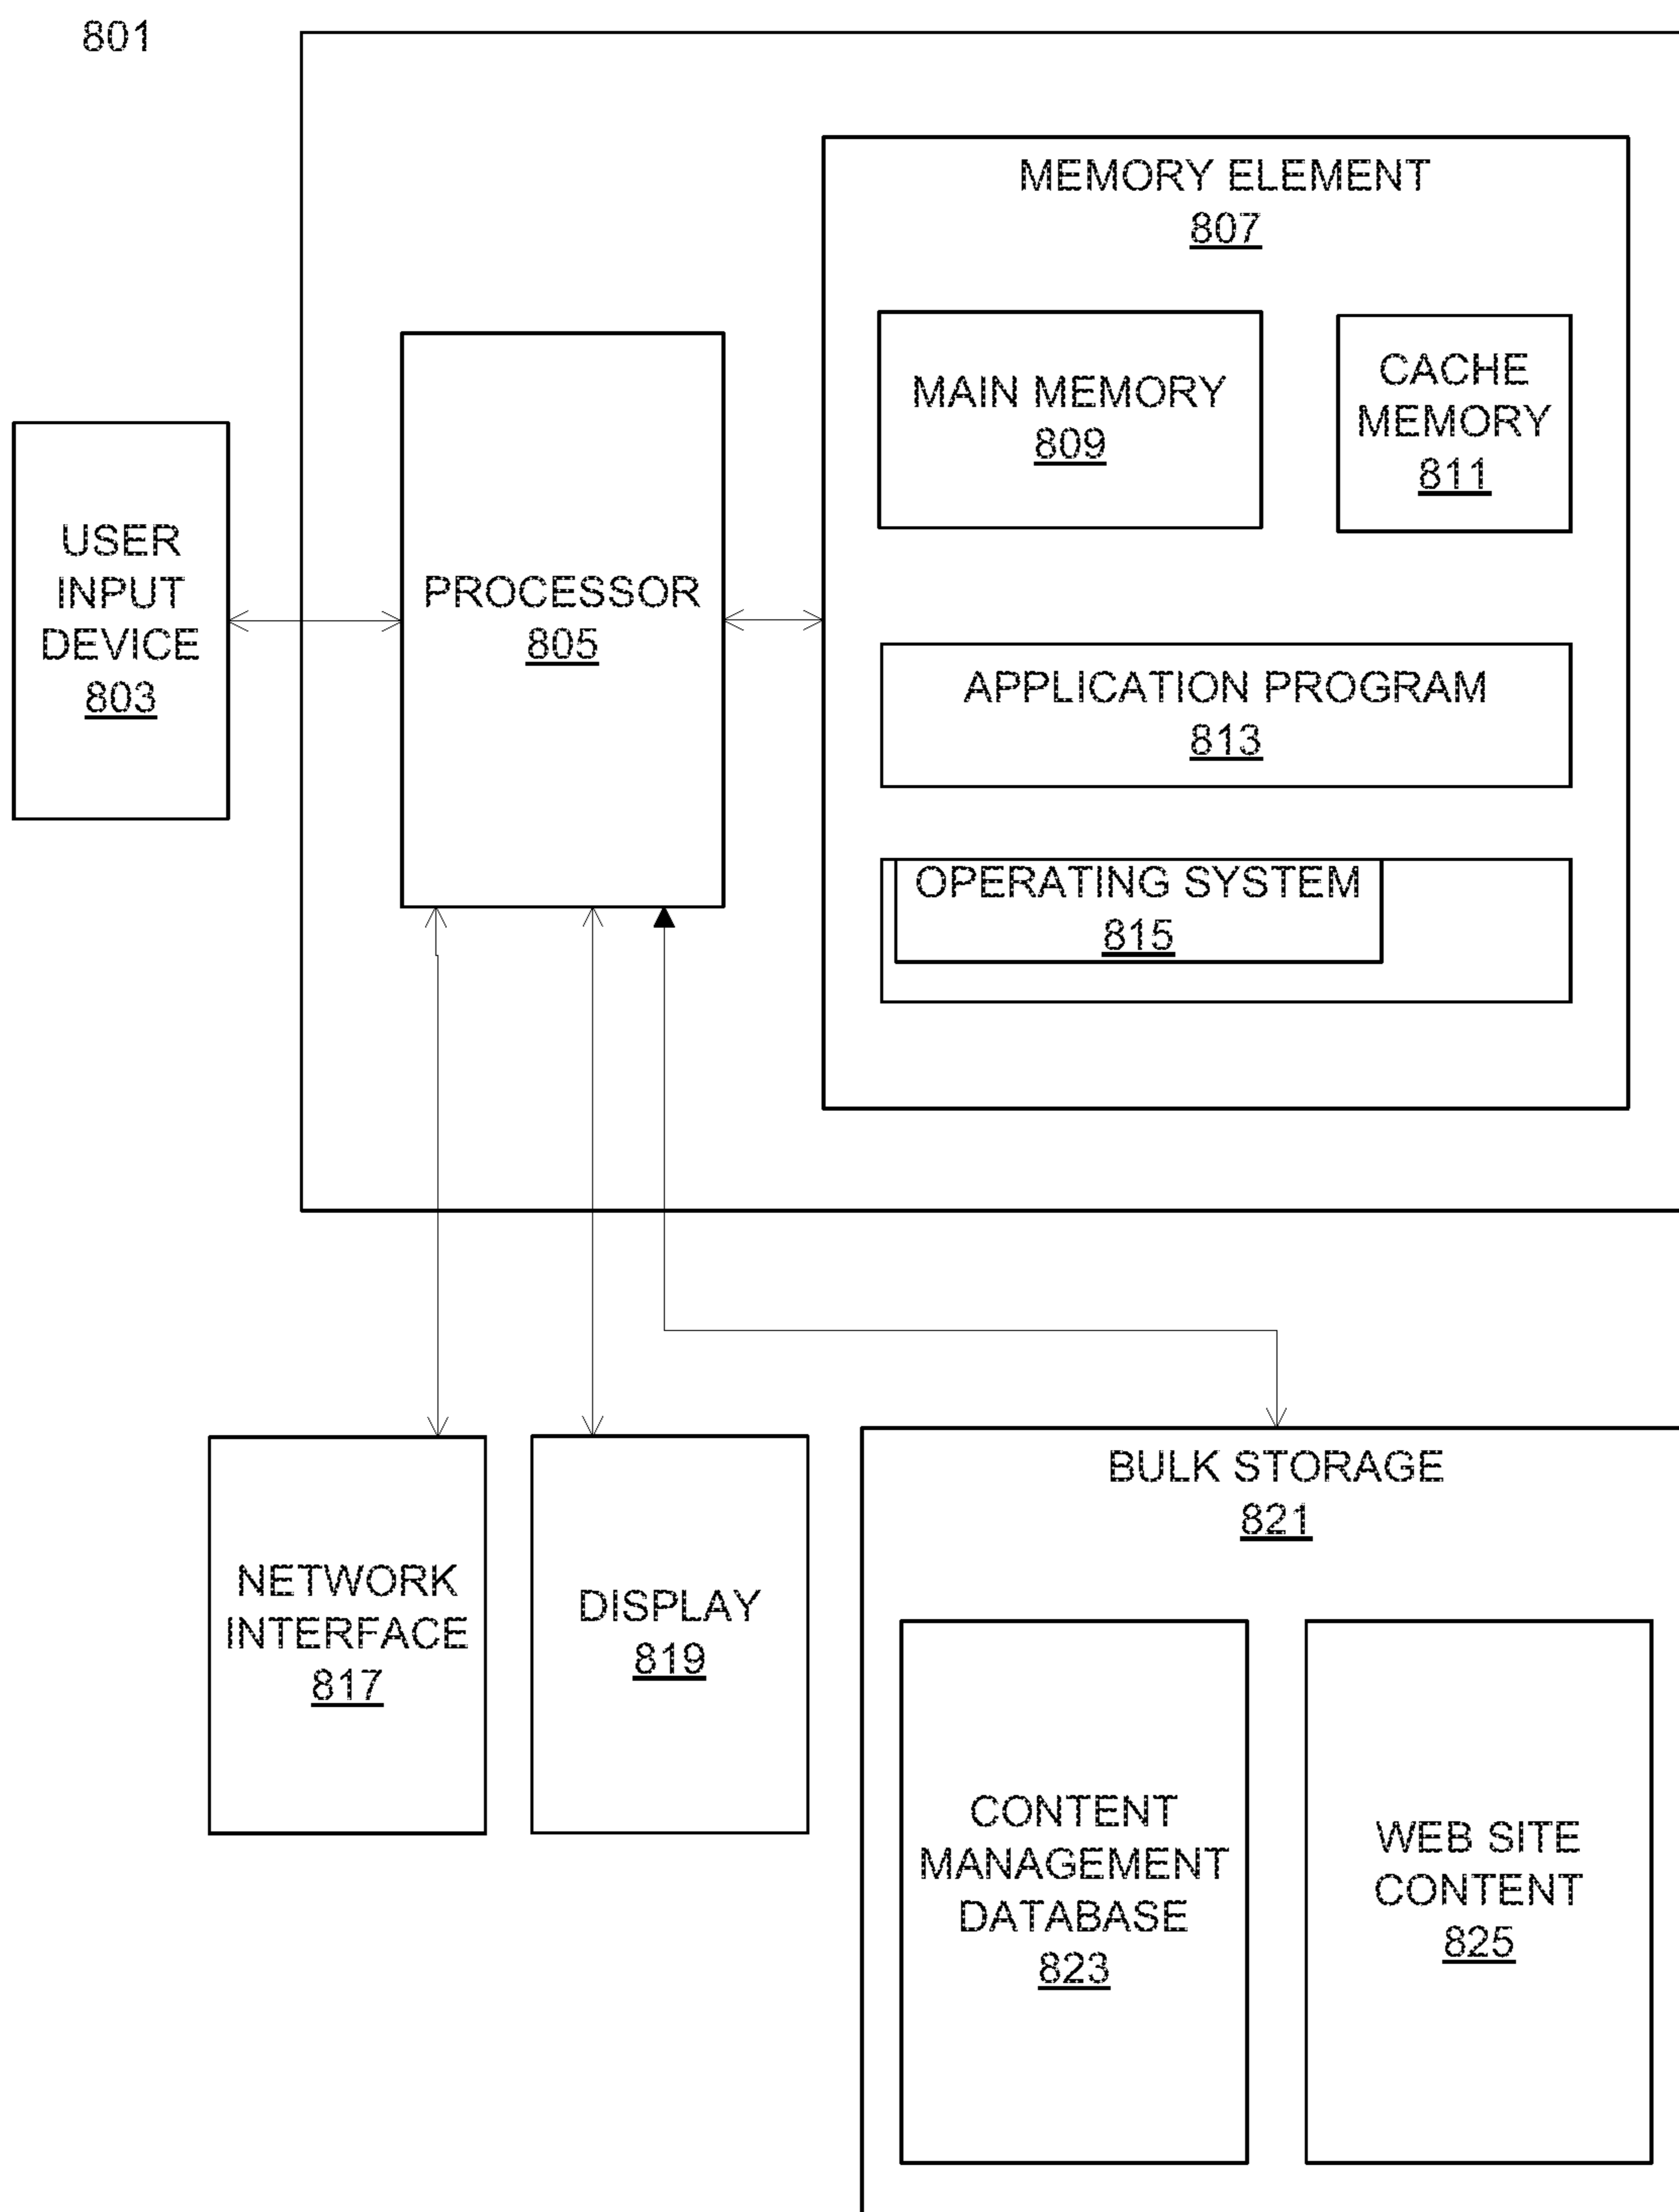 801
MEMORY ELEMENT
807
MAIN MEMORY
809
CACHE
MEMORY
811
USER
INPUT
DEVICE
803
PROCESSOR
805
APPLICATION PROGRAM
813
OPERATING SYSTEM
815
BULK STORAGE
821
NETWORK
INTERFACE
817
DISPLAY
819
CONTENT
MANAGEMENT
DATABASE
823
WEB SITE
CONTENT
825